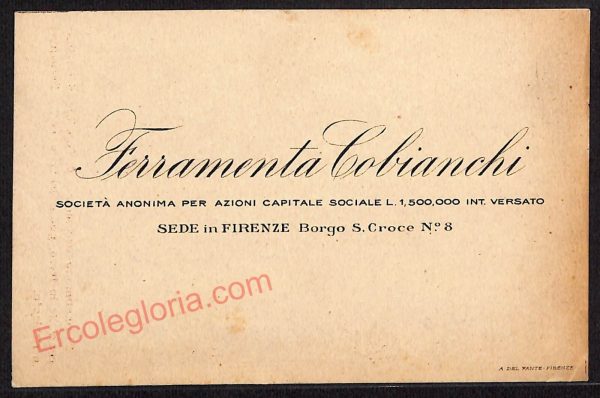 Ferramenta Cobianchi
SOCIETÀ ANONIMA PER AZIONI CAPITALE SOCIALE L. 1,500,000 INT. VERSATO
SEDE in FIRENZE Borgo S. Croce Nº 8
Ercolegloria.com
A. DEL FANTE-FIRENZE